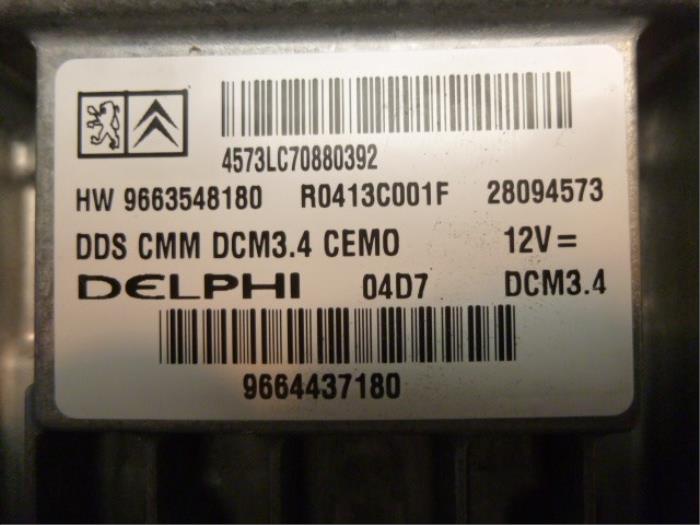 4573LC70880392
HW 9663548180 R0413C001F 28094573
DDS CMM DCM3.4 CEMO 12V=
DELPHI 04D7 DCM3.4
9664437180